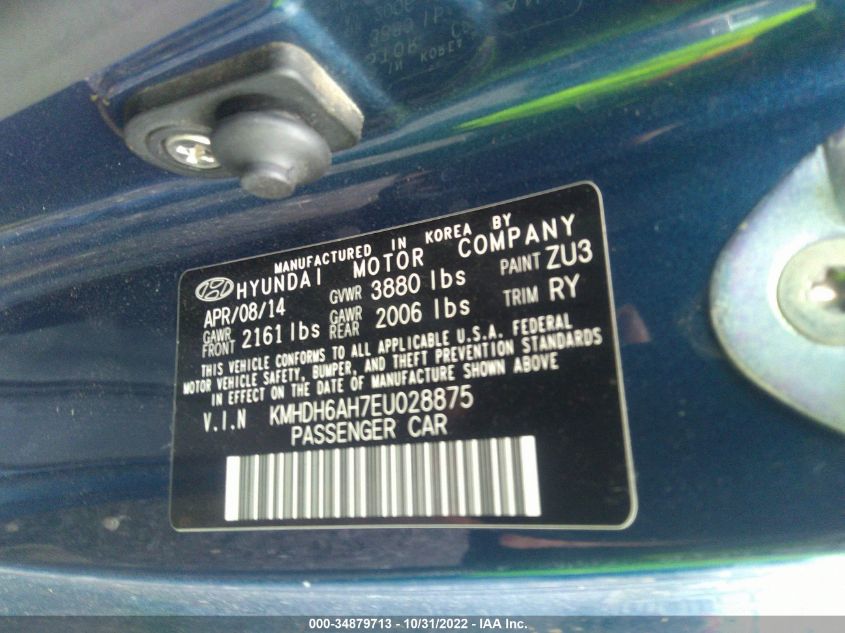 MANUFACTURED IN KOREA BY
HYUNDAI MOTOR COMPANY
APR/08/14 GVWR 3880 lbs PAINT ZU3
GAWR FRONT 2161 lbs GAWR REAR 2006 lbs TRIM RY
THIS VEHICLE CONFORMS TO ALL APPLICABLE U.S.A. FEDERAL
MOTOR VEHICLE SAFETY, BUMPER, AND THEFT PREVENTION STANDARDS
IN EFFECT ON THE DATE OF MANUFACTURE SHOWN ABOVE
V.I.N KMHDH6AH7EU028875
PASSENGER CAR
000-34879713 - 10/31/2022 - IAA Inc.